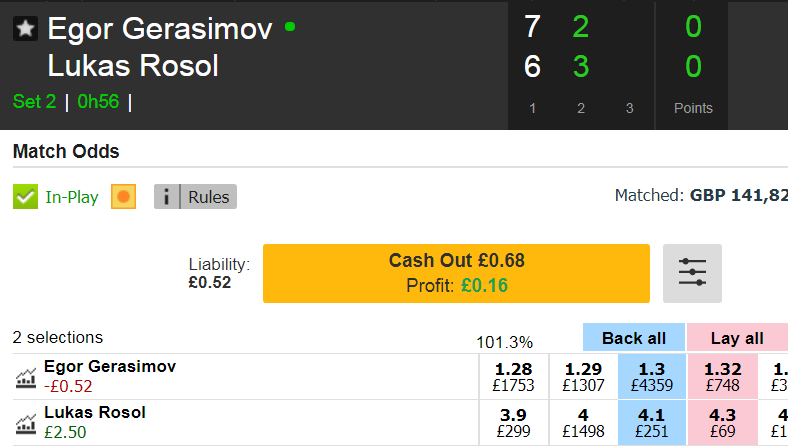 Egor Gerasimov 7 2 0
Lukas Rosol 6 3 0
Set 2 | 0h56 | 1 2 3 Points
Match Odds
In-Play i Rules Matched: GBP 141,82
Liability: £0.52
Cash Out £0.68
Profit: £0.16
2 selections 101.3% Back all Lay all
Egor Gerasimov 1.28 1.29 1.3 1.32 1.3
-£0.52 £1753 £1307 £4359 £748
Lukas Rosol 3.9 4 4.1 4.3 4
£2.50 £299 £1498 £251 £69 £1